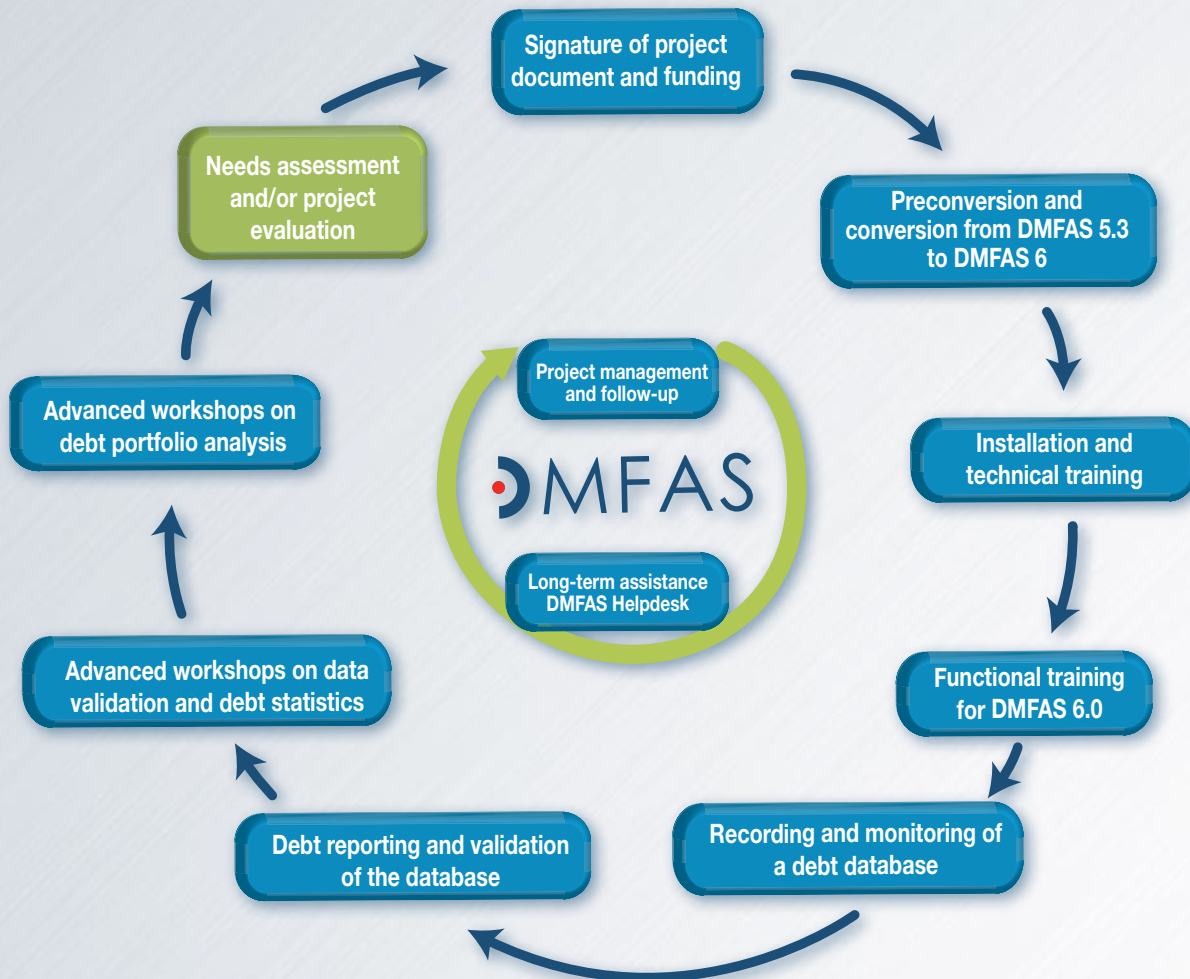 Signature of project
document and funding
Needs assessment
and/or project
evaluation
Preconversion and
conversion from DMFAS 5.3
to DMFAS 6
Project management
and follow-up
Advanced workshops on
debt portfolio analysis
Installation and
technical training
DMFAS
Long-term assistance
DMFAS Helpdesk
Advanced workshops on data
validation and debt statistics
Functional training
for DMFAS 6.0
Debt reporting and validation
of the database
Recording and monitoring of
a debt database